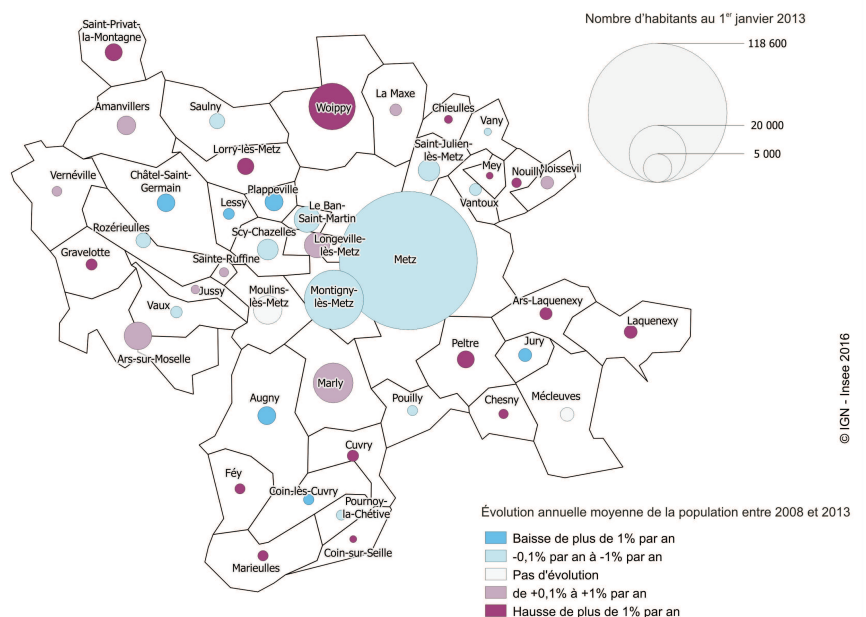 Nombre d'habitants au 1er janvier 2013
118 600
20 000
5 000
Saint-Privat-
la-Montagne
Amanvillers
Saulny
Woippy
La Maxe
Chieulles
Vany
Saint-Julien-
lès-Metz
Mey
Nouilly
Noissevil
Vantoux
Lorry-lès-Metz
Vernéville
Châtel-Saint-
Germain
Lessy
Plappeville
Le Ban-
Saint-Martin
Rozérieulles
Scy-Chazelles
Longeville-
lès-Metz
Gravelotte
Sainte-Ruffine
Metz
Jussy
Moulins-
lès-Metz
Montigny-
lès-Metz
Vaux
Ars-sur-Moselle
Ars-Laquenexy
Laquenexy
Peltre
Jury
Marly
Augny
Pouilly
Chesny
Mécleuves
Cuvry
Féy
Coin-lès-Cuvry
Pournoy-
la-Chétive
Coin-sur-Seille
Marieulles
© IGN - Insee 2016
Évolution annuelle moyenne de la population entre 2008 et 2013
Baisse de plus de 1% par an
-0,1% par an à -1% par an
Pas d'évolution
de +0,1% à +1% par an
Hausse de plus de 1% par an